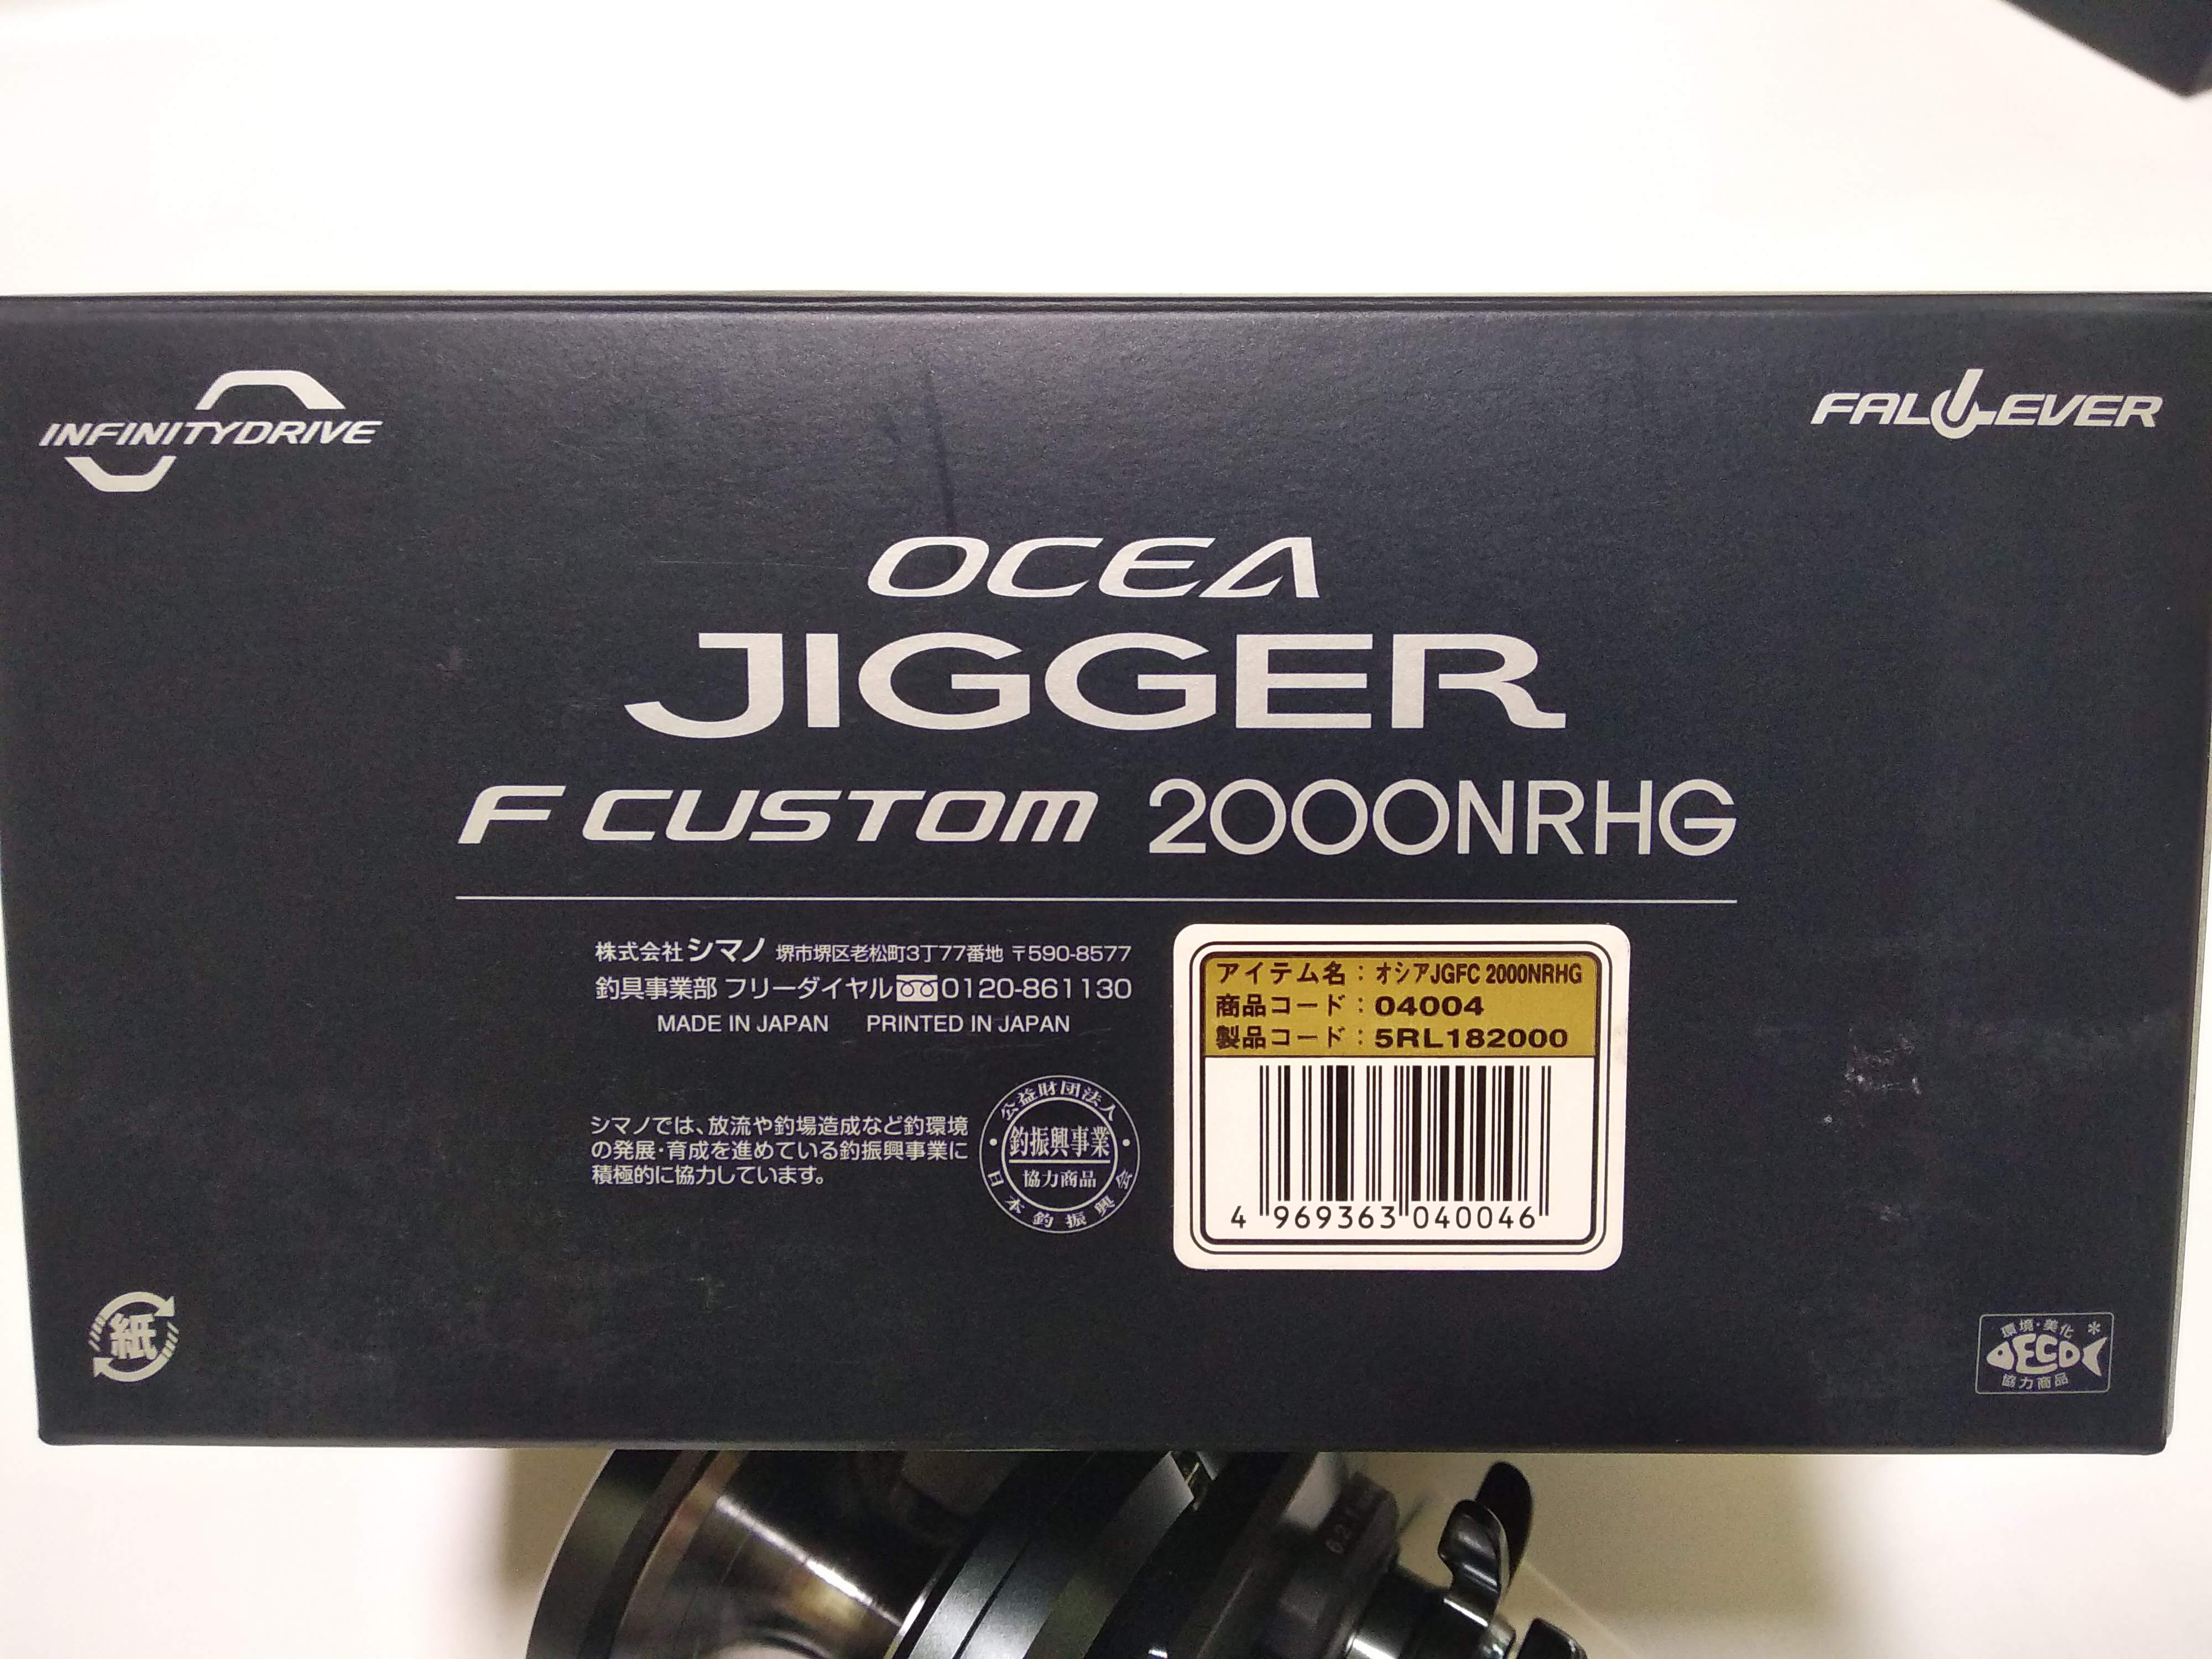 INFINITYDRIVE
FALLEVER
OCEA
JIGGER
F CUSTOM 2000NRHG
株式会社シマノ 堺市堺区老松町3丁77番地 〒590-8577
釣具事業部 フリーダイヤル 0120-861130
MADE IN JAPAN PRINTED IN JAPAN
シマノでは、放流や釣場造成など釣環境
の発展・育成を進めている釣振興事業に
積極的に協力しています。
公益財団法人
釣振興事業
協力商品
日本釣振興会
アイテム名:オシアJGFC 2000NRHG
商品コード:04004
製品コード:5RL182000
4 969363 040046
紙
環境・美化
ECO
協力商品